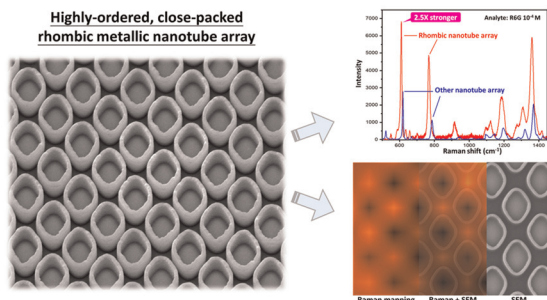 Highly-ordered, close-packed
rhombic metallic nanotube array
2.5X stronger
Analyte: R6G 10⁻⁶ M
Rhombic nanotube array
Other nanotube array
Intensity
7000
6000
5000
4000
3000
2000
1000
0
600
800
1000
1200
1400
Raman shift (cm⁻¹)
Raman mapping
Raman + SEM
SEM